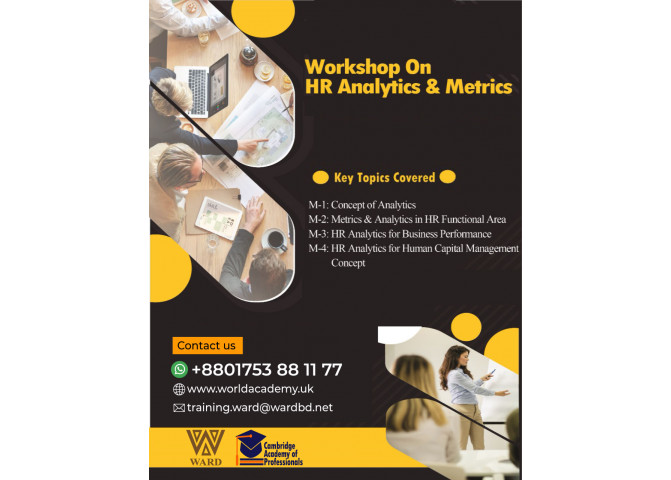 Workshop On
HR Analytics & Metrics
Key Topics Covered
M-1: Concept of Analytics
M-2: Metrics & Analytics in HR Functional Area
M-3: HR Analytics for Business Performance
M-4: HR Analytics for Human Capital Management
Concept
Contact us
+8801753 88 11 77
www.worldacademy.uk
training.ward@wardbd.net
WARD
Cambridge
Academy of
Professionals